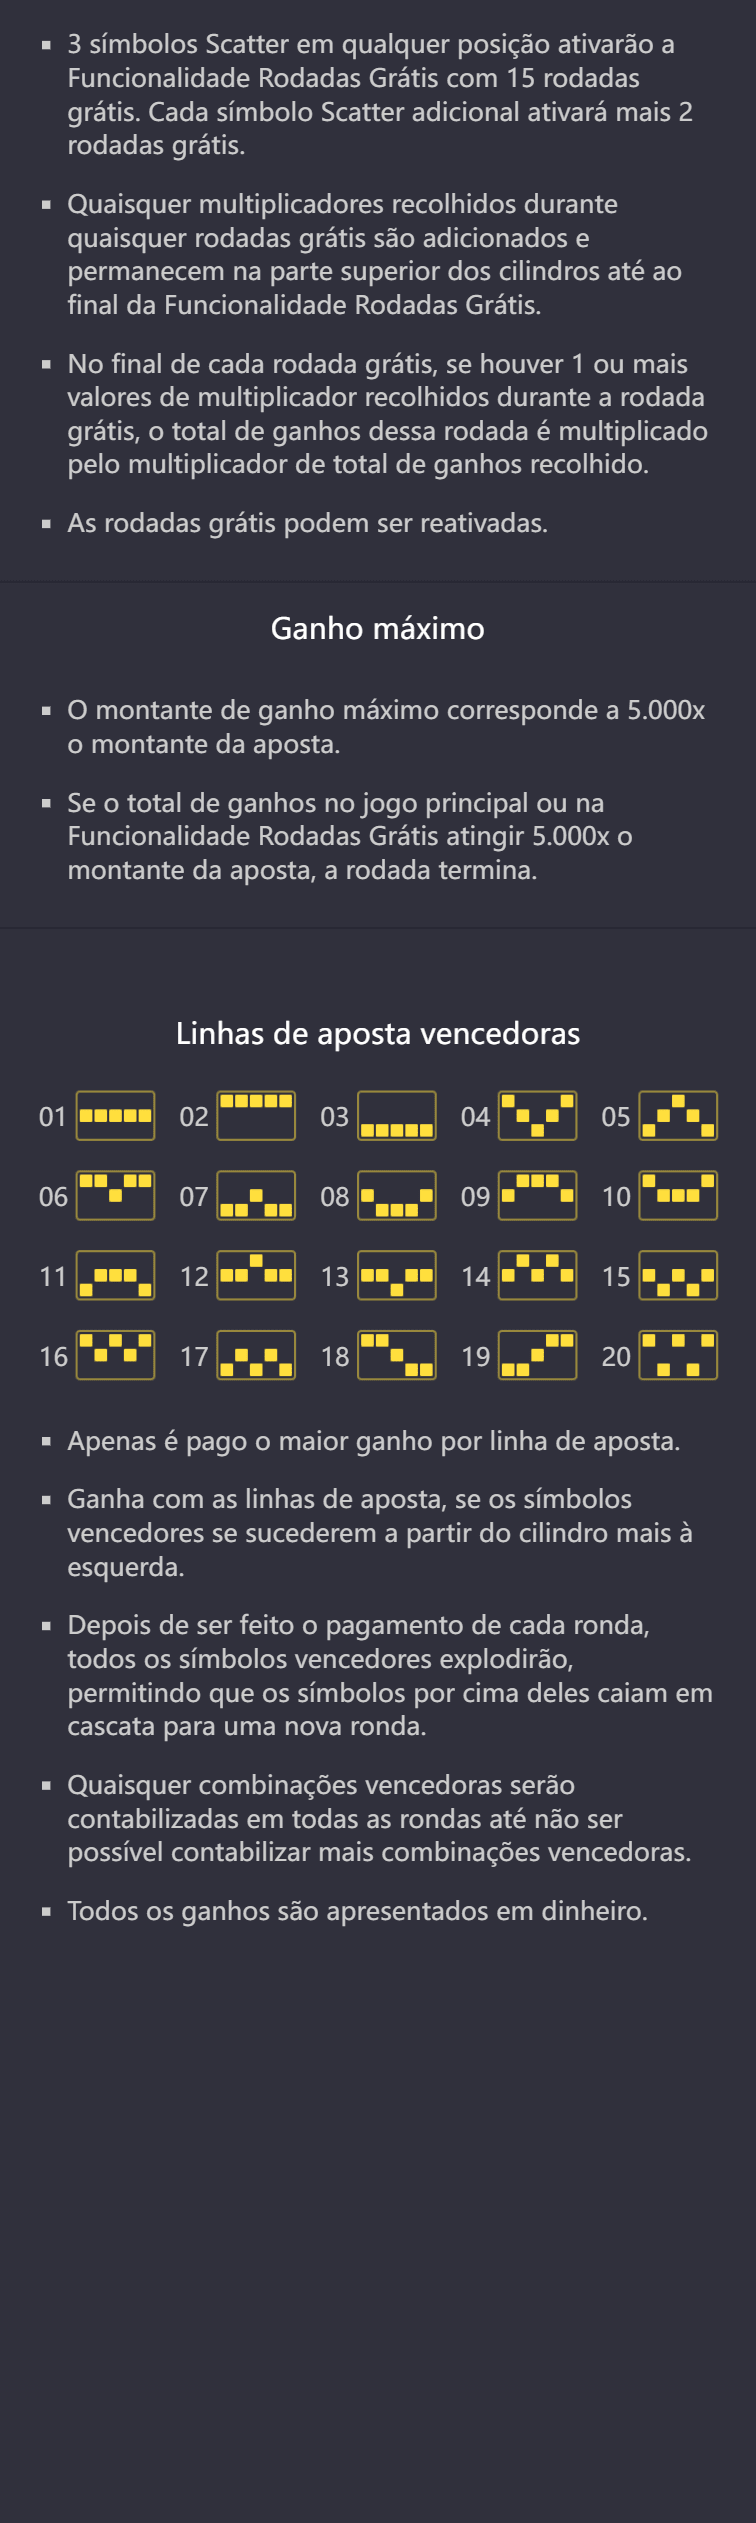 ▪ 3 símbolos Scatter em qualquer posição ativarão a
Funcionalidade Rodadas Grátis com 15 rodadas
grátis. Cada símbolo Scatter adicional ativará mais 2
rodadas grátis.
▪ Quaisquer multiplicadores recolhidos durante
quaisquer rodadas grátis são adicionados e
permanecem na parte superior dos cilindros até ao
final da Funcionalidade Rodadas Grátis.
▪ No final de cada rodada grátis, se houver 1 ou mais
valores de multiplicador recolhidos durante a rodada
grátis, o total de ganhos dessa rodada é multiplicado
pelo multiplicador de total de ganhos recolhido.
▪ As rodadas grátis podem ser reativadas.
Ganho máximo
▪ O montante de ganho máximo corresponde a 5.000x
o montante da aposta.
▪ Se o total de ganhos no jogo principal ou na
Funcionalidade Rodadas Grátis atingir 5.000x o
montante da aposta, a rodada termina.
Linhas de aposta vencedoras
01 02 03 04 05
06 07 08 09 10
11 12 13 14 15
16 17 18 19 20
▪ Apenas é pago o maior ganho por linha de aposta.
▪ Ganha com as linhas de aposta, se os símbolos
vencedores se sucederem a partir do cilindro mais à
esquerda.
▪ Depois de ser feito o pagamento de cada ronda,
todos os símbolos vencedores explodirão,
permitindo que os símbolos por cima deles caiam em
cascata para uma nova ronda.
▪ Quaisquer combinações vencedoras serão
contabilizadas em todas as rondas até não ser
possível contabilizar mais combinações vencedoras.
▪ Todos os ganhos são apresentados em dinheiro.